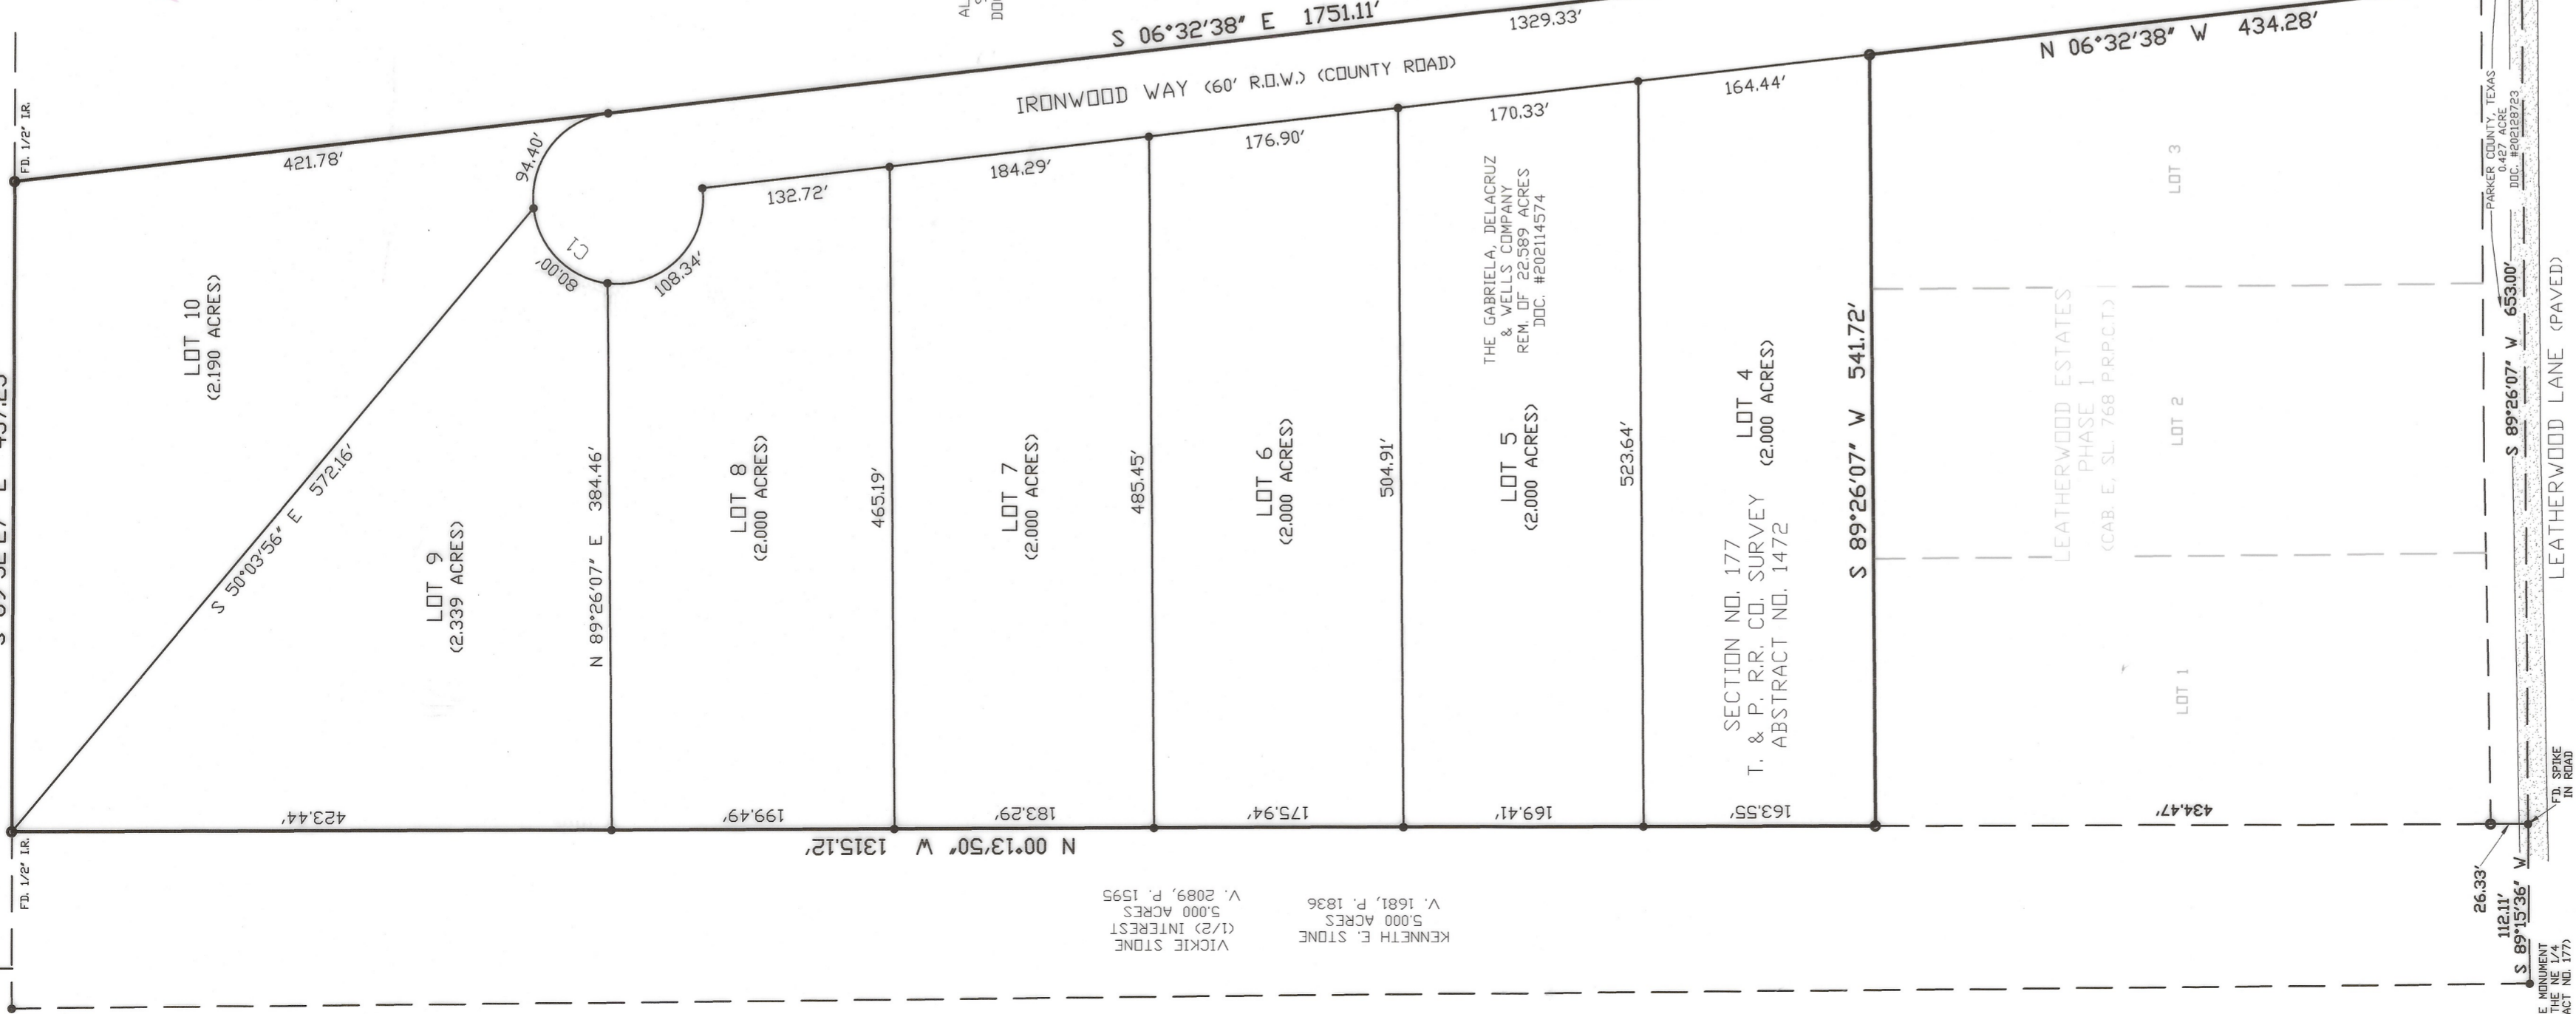 S 06°32'38" E 1751.11'
1329.33'
IRONWOOD WAY (60' R.O.W.) (COUNTY ROAD)
N 06°32'38" W 434.28'
FD. 1/2" I.R.
421.78'
94.40'
C1
80.00'
108.34'
132.72'
184.29'
176.90'
170.33'
164.44'
LOT 10
(2.190 ACRES)
S 50°03'56" E 572.16'
LOT 9
(2.339 ACRES)
N 89°26'07" E 384.46'
LOT 8
(2.000 ACRES)
465.19'
LOT 7
(2.000 ACRES)
485.45'
LOT 6
(2.000 ACRES)
504.91'
THE GABRIELA, DELACRUZ
& WELLS COMPANY
REM. OF 22.589 ACRES
DOC. #202114574
LOT 5
(2.000 ACRES)
523.64'
LOT 4
(2.000 ACRES)
SECTION NO. 177
T. & P. R.R. CO. SURVEY
ABSTRACT NO. 1472
S 89°26'07" W 541.72'
LEATHERWOOD ESTATES
PHASE 1
(CAB. E, SL. 768 P.R.P.C.T.)
LOT 3
LOT 2
LOT 1
PARKER COUNTY, TEXAS
0.427 ACRE
DOC. #202128723
S 89°26'07" W 653.00'
LEATHERWOOD LANE (PAVED)
423.44'
199.49'
183.29'
175.94'
169.41'
163.55'
434.47'
N 00°13'50" W 1315.12'
FD. 1/2" I.R.
VICKIE STONE
(1/2) INTEREST
5.000 ACRES
V. 2089, P. 1595
KENNETH E. STONE
5.000 ACRES
V. 1681, P. 1836
26.33'
112.11'
S 89°15'36" W
FD. SPIKE
IN ROAD
E MONUMENT
THE NE 1/4
ACT NO. 177)